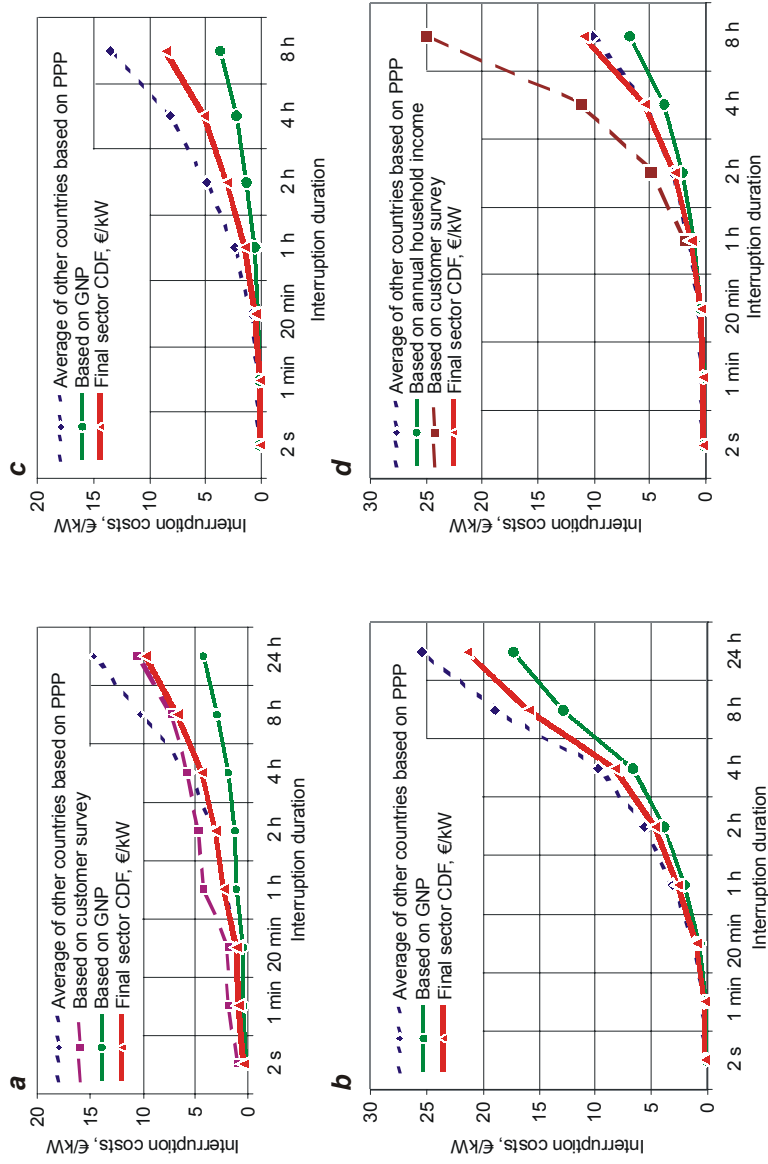 a
20
15
10
5
0
Interruption costs, €/kW
Average of other countries based on PPP
Based on customer survey
Based on GNP
Final sector CDF, €/kW
2 s
1 min
20 min
1 h
2 h
4 h
8 h
24 h
Interruption duration
c
20
15
10
5
0
Interruption costs, €/kW
Average of other countries based on PPP
Based on GNP
Final sector CDF, €/kW
2 s
1 min
20 min
1 h
2 h
4 h
8 h
Interruption duration
b
30
25
20
15
10
5
0
Interruption costs, €/kW
Average of other countries based on PPP
Based on GNP
Final sector CDF, €/kW
2 s
1 min
20 min
1 h
2 h
4 h
8 h
24 h
Interruption duration
d
30
25
20
15
10
5
0
Interruption costs, €/kW
Average of other countries based on PPP
Based on annual household income
Based on customer survey
Final sector CDF, €/kW
2 s
1 min
20 min
1 h
2 h
4 h
8 h
Interruption duration